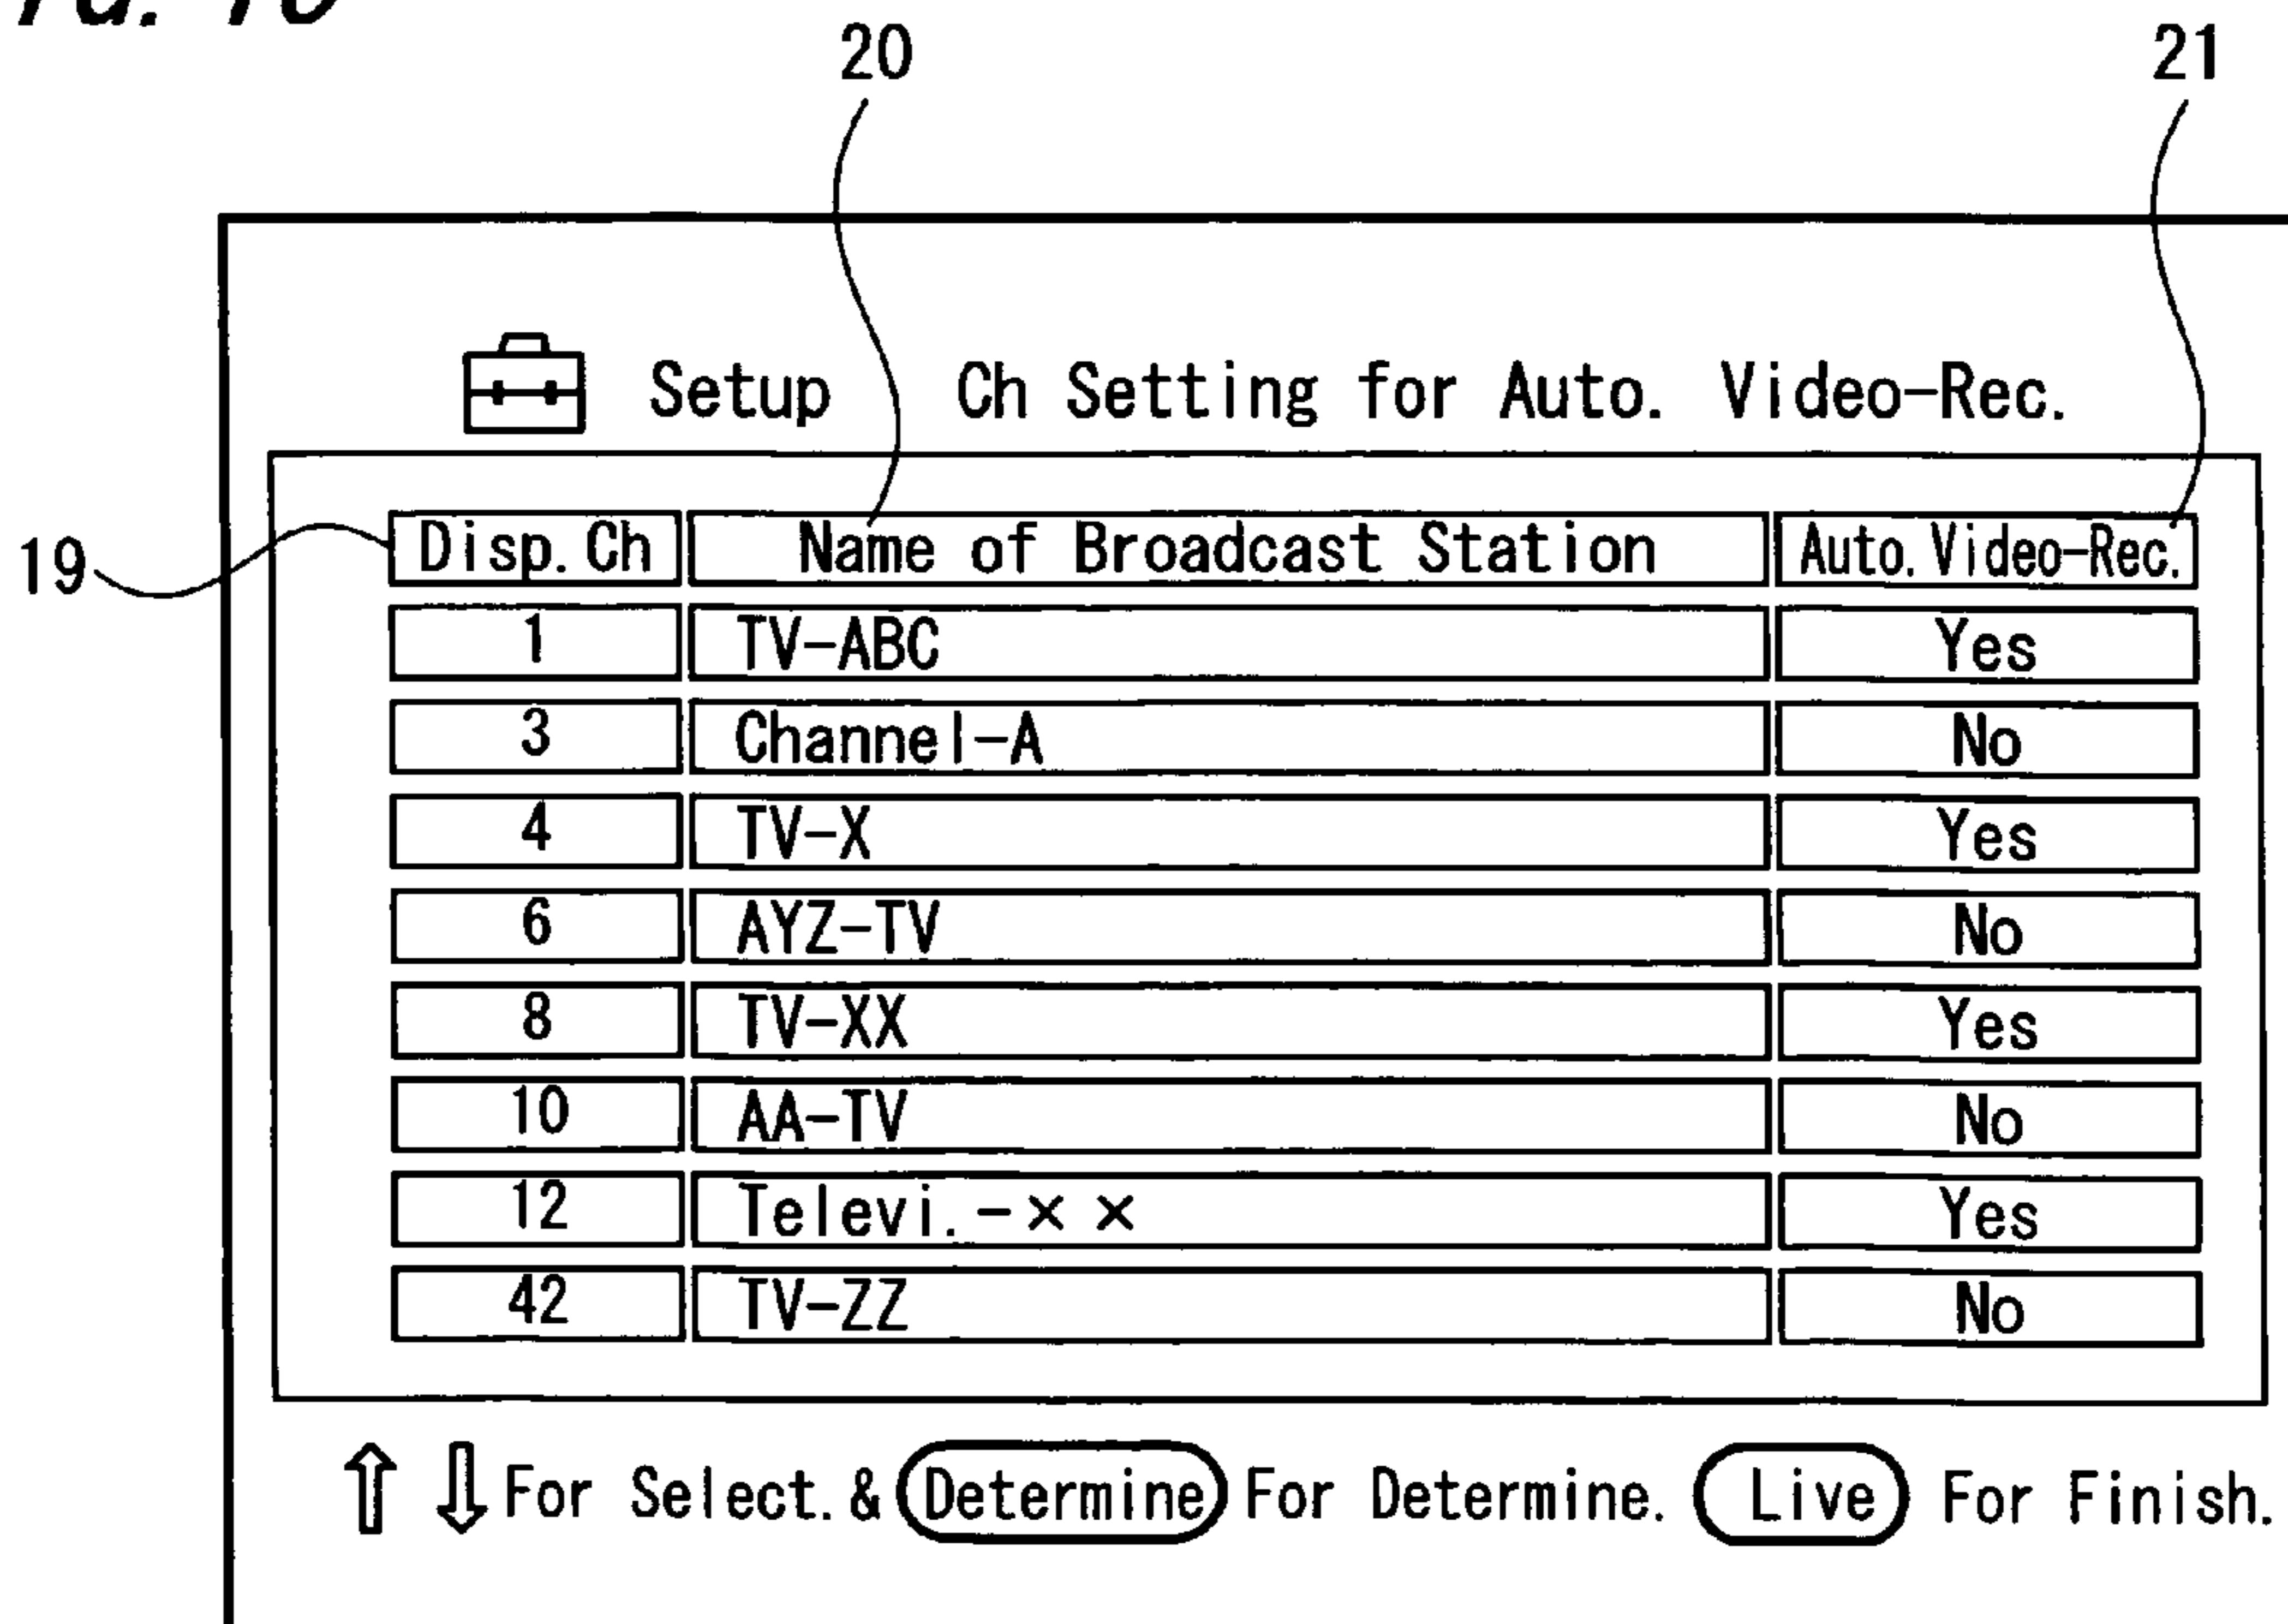 20 21
Setup Ch Setting for Auto. Video-Rec.
19
Disp.Ch Name of Broadcast Station Auto.Video-Rec.
1 TV-ABC Yes
3 Channel-A No
4 TV-X Yes
6 AYZ-TV No
8 TV-XX Yes
10 AA-TV No
12 Televi.-×× Yes
42 TV-ZZ No
⇧ ⇩ For Select. & Determine For Determine. Live For Finish.